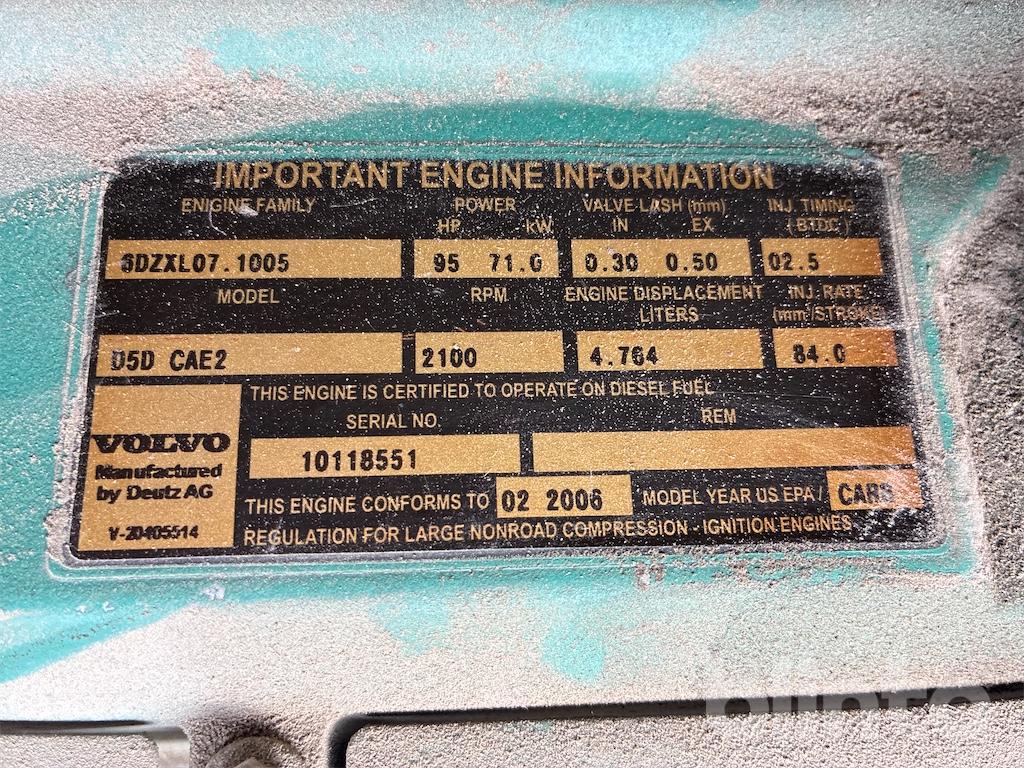 IMPORTANT ENGINE INFORMATION
ENGINE FAMILY POWER VALVE LASH (mm) INJ. TIMING
HP kW IN EX (BTDC)
6DZXL07.1005 95 71.0 0.30 0.50 02.5
MODEL RPM ENGINE DISPLACEMENT INJ. RATE
LITERS (mm /STROKE)
D5D CAE2 2100 4.764 84.0
THIS ENGINE IS CERTIFIED TO OPERATE ON DIESEL FUEL
SERIAL NO. REM
VOLVO
10118551
Manufactured
by Deutz AG
THIS ENGINE CONFORMS TO 02 2006 MODEL YEAR US EPA / CARB
V-20405514
REGULATION FOR LARGE NONROAD COMPRESSION - IGNITION ENGINES
blinto